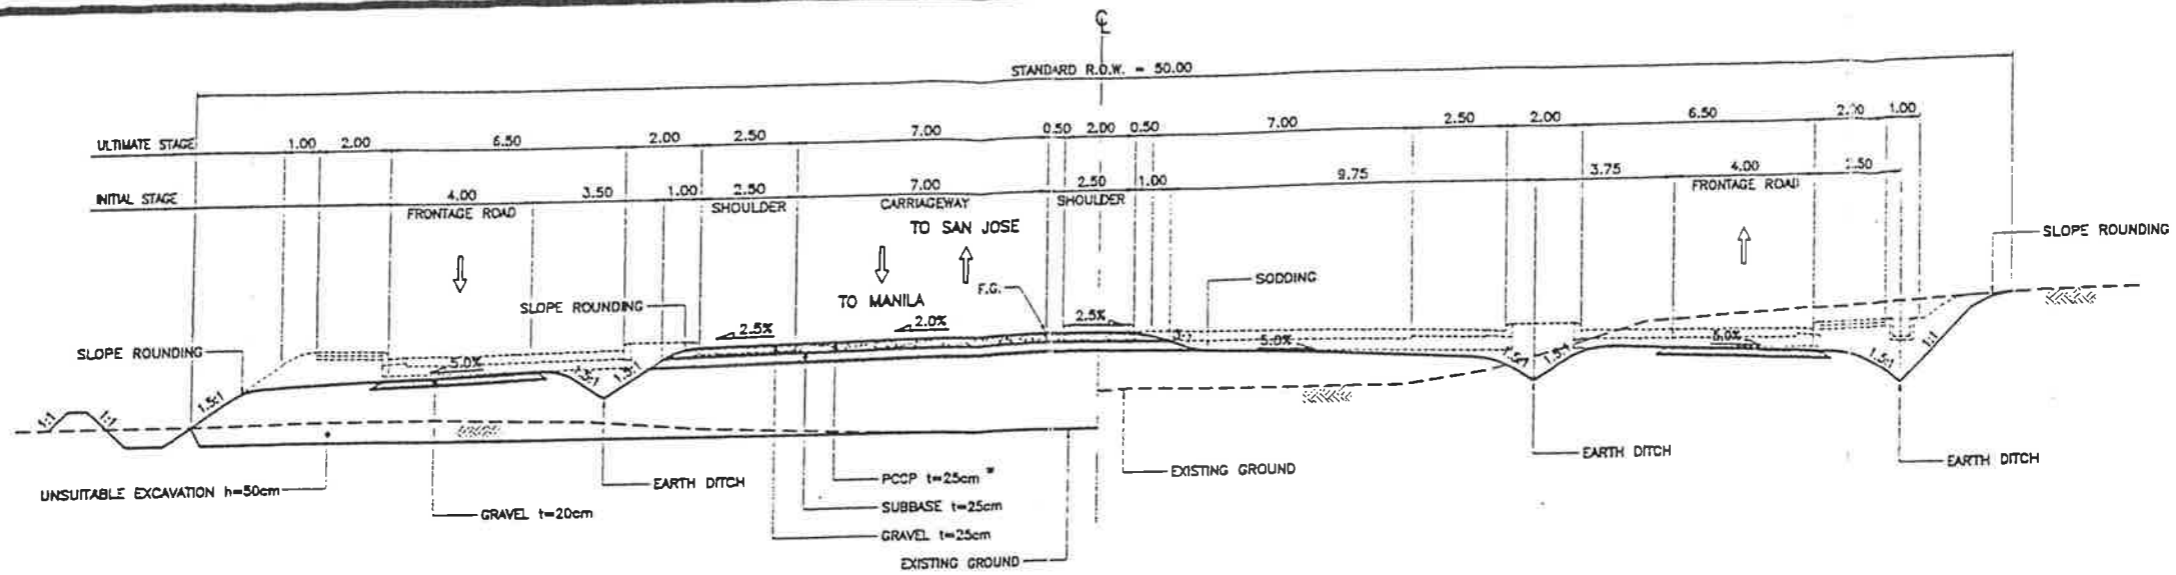 ℄
STANDARD R.O.W. = 50.00
ULTIMATE STAGE 1.00 2.00 6.50 2.00 2.50 7.00 0.50 2.00 0.50 7.00 2.50 2.00 6.50 2.00 1.00
INITIAL STAGE 4.00 3.50 1.00 2.50 7.00 2.50 1.00 9.75 3.75 4.00
FRONTAGE ROAD SHOULDER CARRIAGEWAY SHOULDER FRONTAGE ROAD
TO SAN JOSE
SLOPE ROUNDING
SODDING
F.G.
TO MANILA
SLOPE ROUNDING
2.5% 2.0% 2.5%
SLOPE ROUNDING
5.0% 5.0% 5.0%
1:1 1:1 1.5:1 1.5:1 1.5:1 1.5:1 1.5:1 1.5:1 1:1
EARTH DITCH
EARTH DITCH
EXISTING GROUND
PCCP t=25cm *
EARTH DITCH
UNSUITABLE EXCAVATION h=50cm
SUBBASE t=25cm
GRAVEL t=20cm
GRAVEL t=25cm
EXISTING GROUND